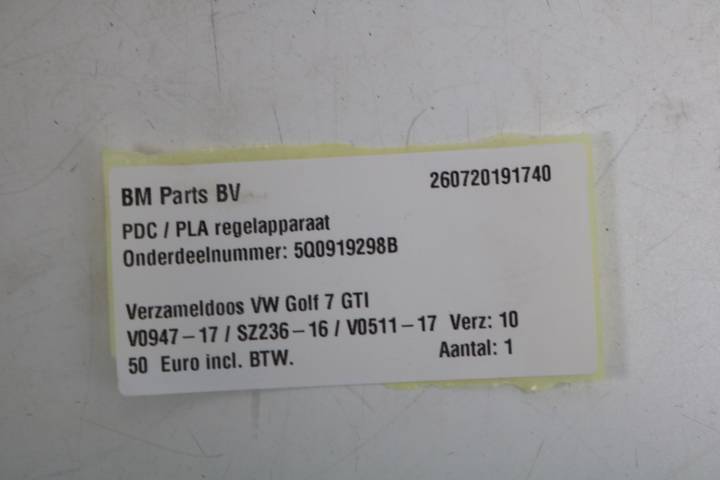 BM Parts BV 260720191740
PDC / PLA regelapparaat
Onderdeelnummer: 5Q0919298B
Verzameldoos VW Golf 7 GTI
V0947-17 / SZ236-16 / V0511-17 Verz: 10
50 Euro incl. BTW. Aantal: 1